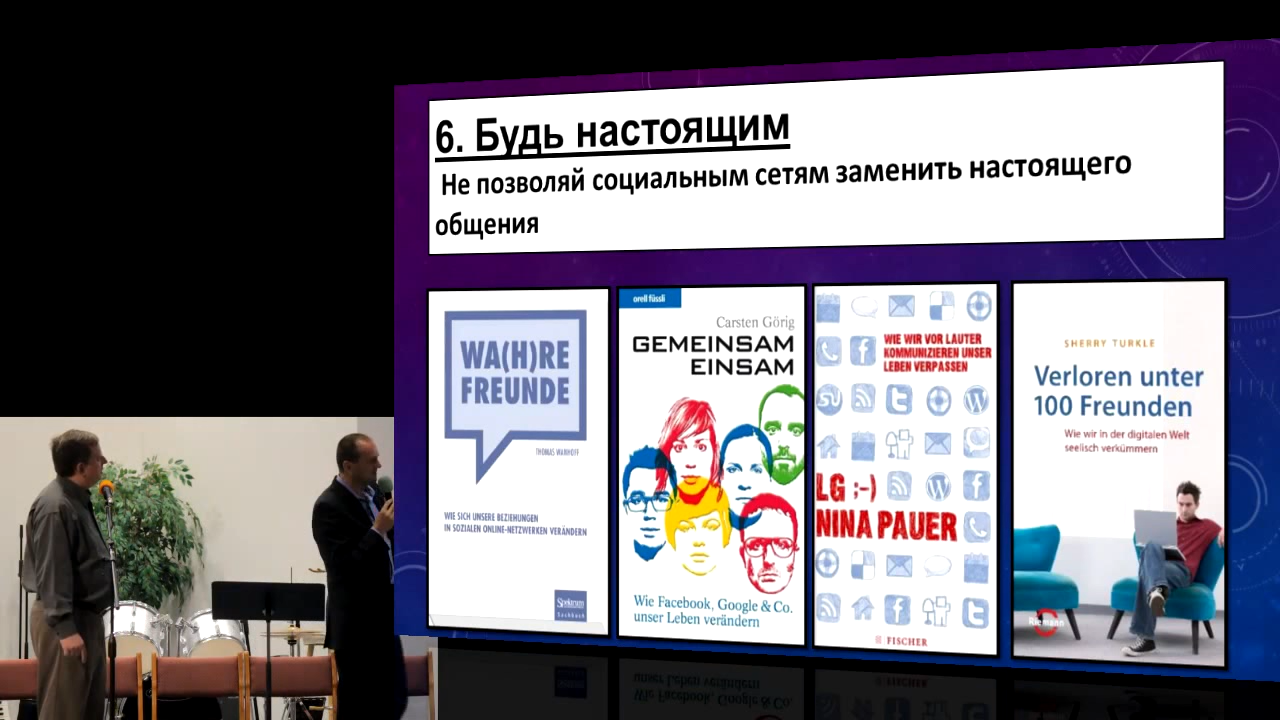 6. Будь настоящим
Не позволяй социальным сетям заменить настоящего
общения
WA(H)RE
FREUNDE
THOMAS WANHOFF
WIE SICH UNSERE BEZIEHUNGEN
IN SOZIALEN ONLINE-NETZWERKEN VERÄNDERN
Spektrum
Sachbuch
orell füssli
Carsten Görig
GEMEINSAM
EINSAM
Wie Facebook, Google & Co.
unser Leben verändern
WIE WIR VOR LAUTER
KOMMUNIZIEREN UNSER
LEBEN VERPASSEN
LG ;-)
NINA PAUER
FISCHER
SHERRY TURKLE
Verloren unter
100 Freunden
Wie wir in der digitalen Welt
seelisch verkümmern
Riemann